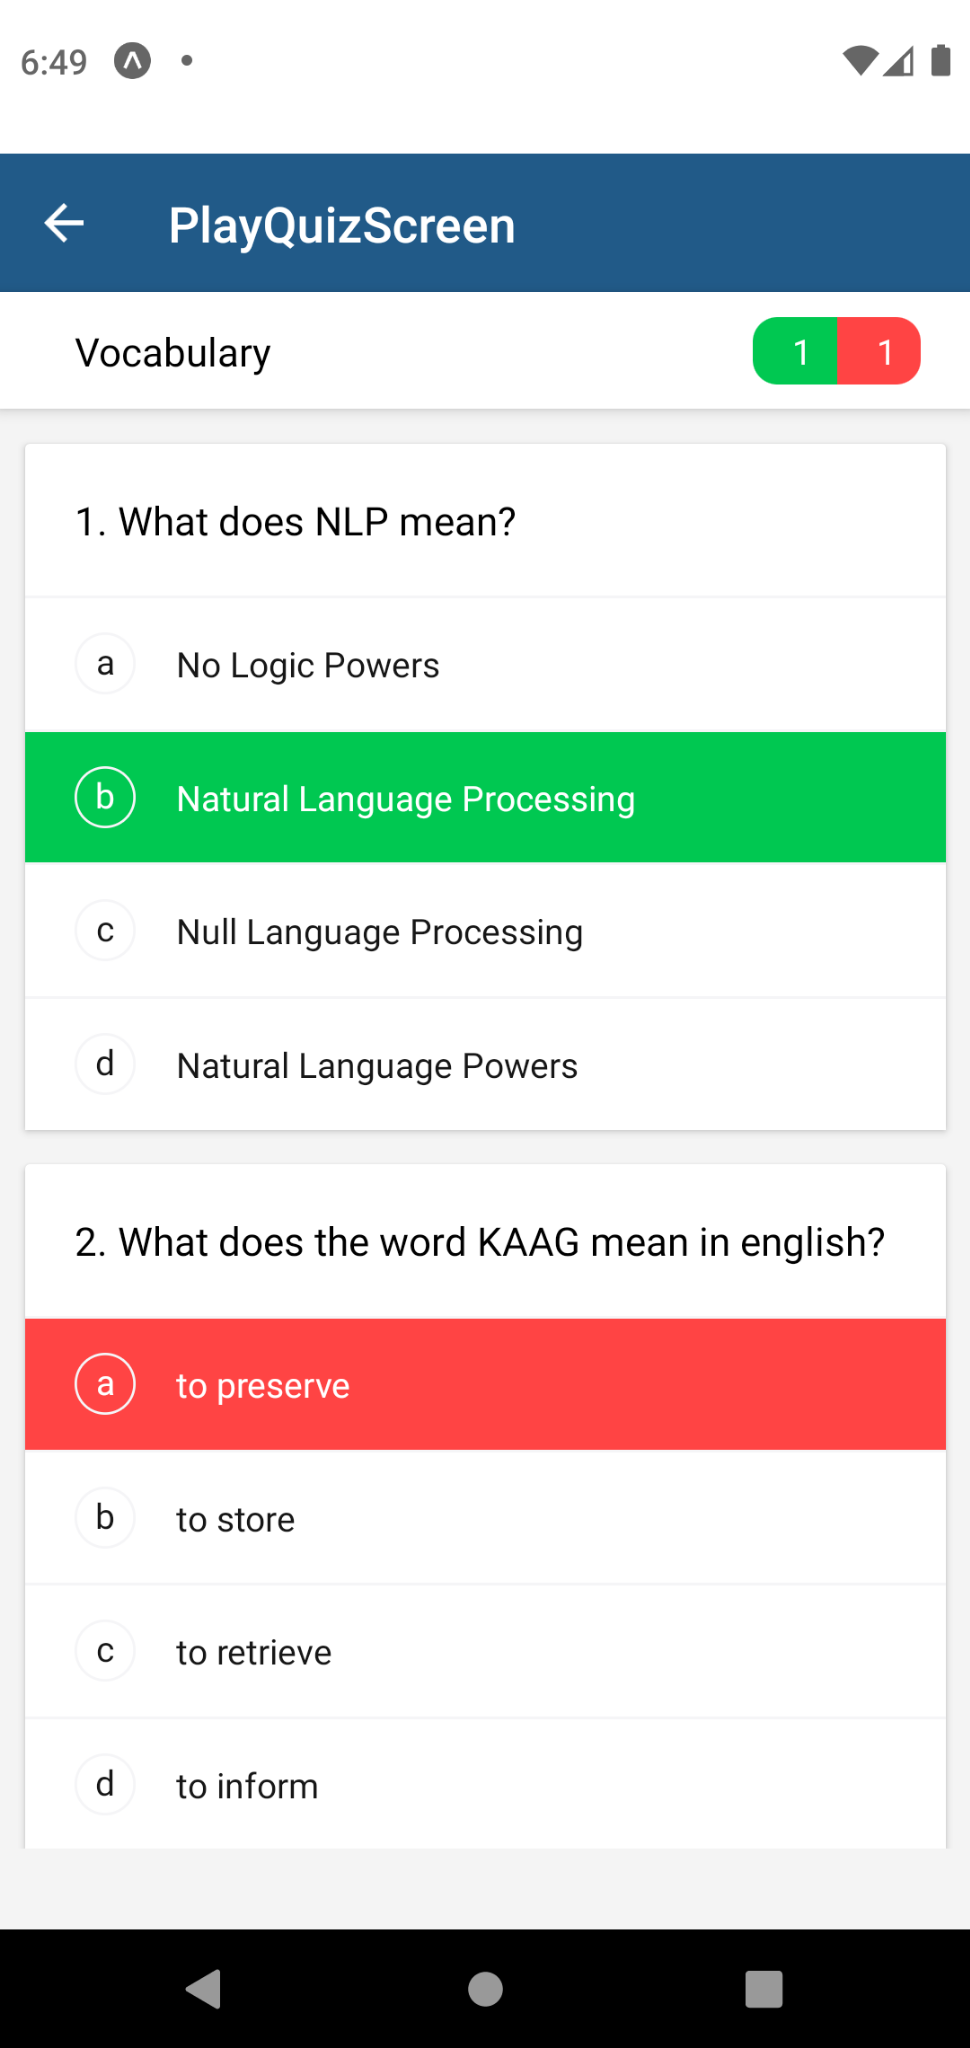 6:49
PlayQuizScreen
Vocabulary 1 1
1. What does NLP mean?
a No Logic Powers
b Natural Language Processing
c Null Language Processing
d Natural Language Powers
2. What does the word KAAG mean in english?
a to preserve
b to store
c to retrieve
d to inform